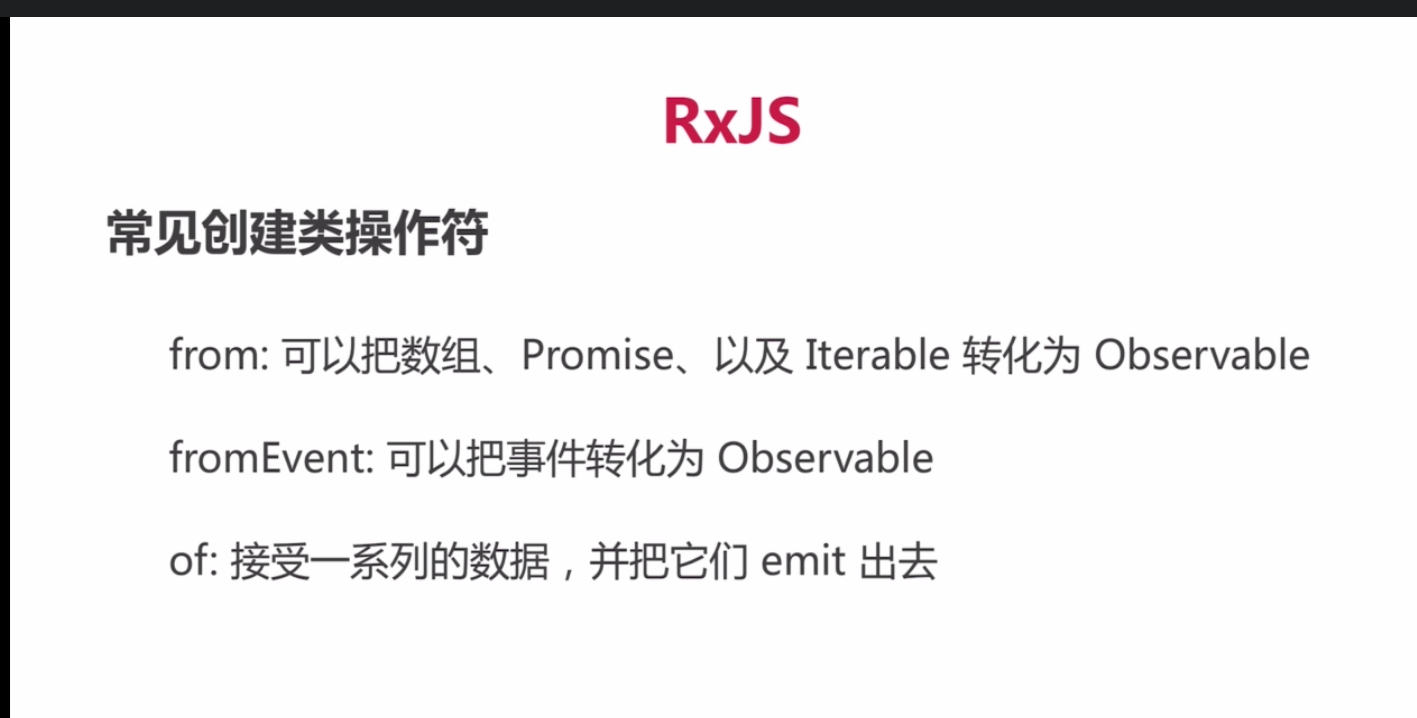 RxJS
常见创建类操作符
from: 可以把数组、Promise、以及 Iterable 转化为 Observable
fromEvent: 可以把事件转化为 Observable
of: 接受一系列的数据，并把它们 emit 出去